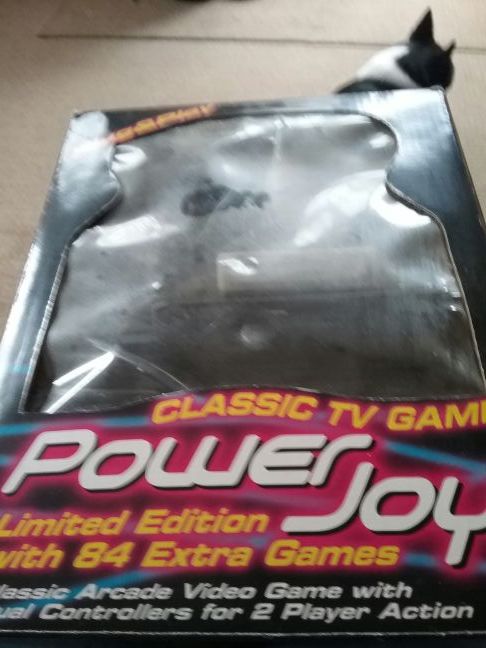 CLASSIC TV GAM
Power Joy
Limited Edition
with 84 Extra Games
lassic Arcade Video Game with
ual Controllers for 2 Player Action